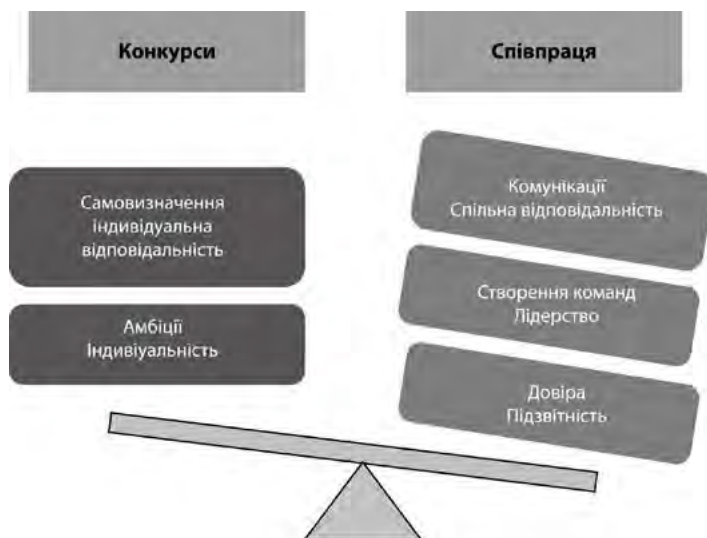 Конкурси
Співпраця
Самовизначення
індивідуальна
відповідальність
Амбіції
Індивіуальність
Комунікації
Спільна відповідальність
Створення команд
Лідерство
Довіра
Підзвітність